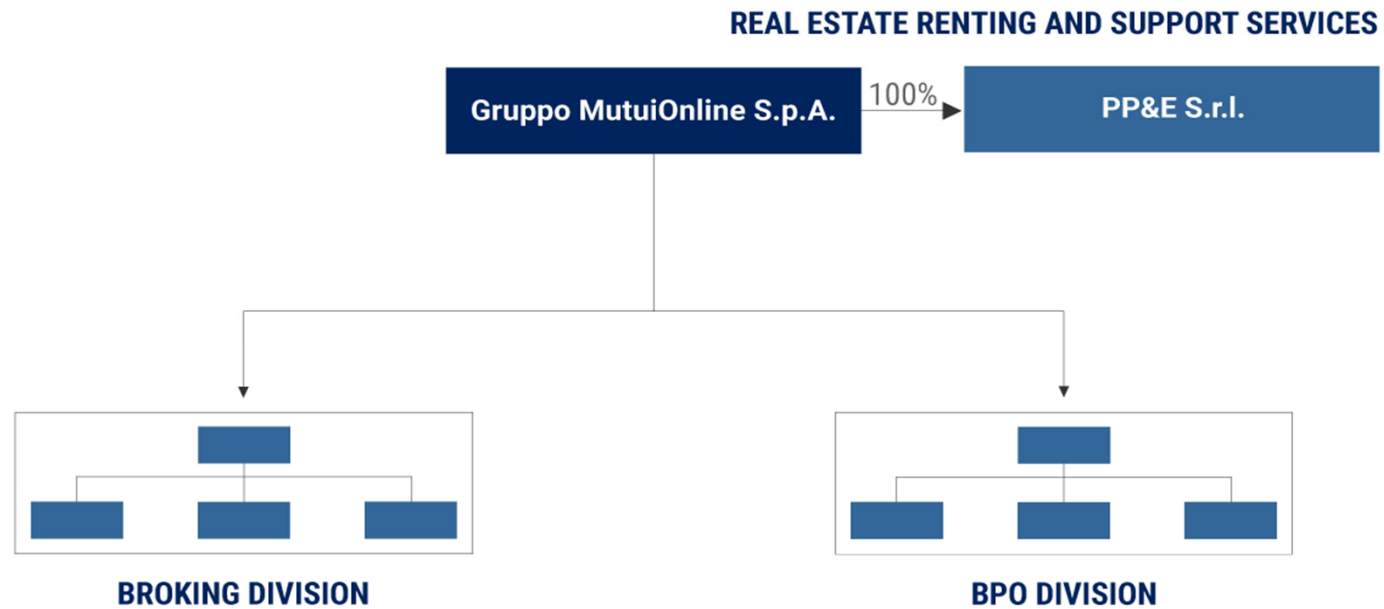 REAL ESTATE RENTING AND SUPPORT SERVICES
Gruppo MutuiOnline S.p.A.
100%
PP&E S.r.l.
BROKING DIVISION
BPO DIVISION